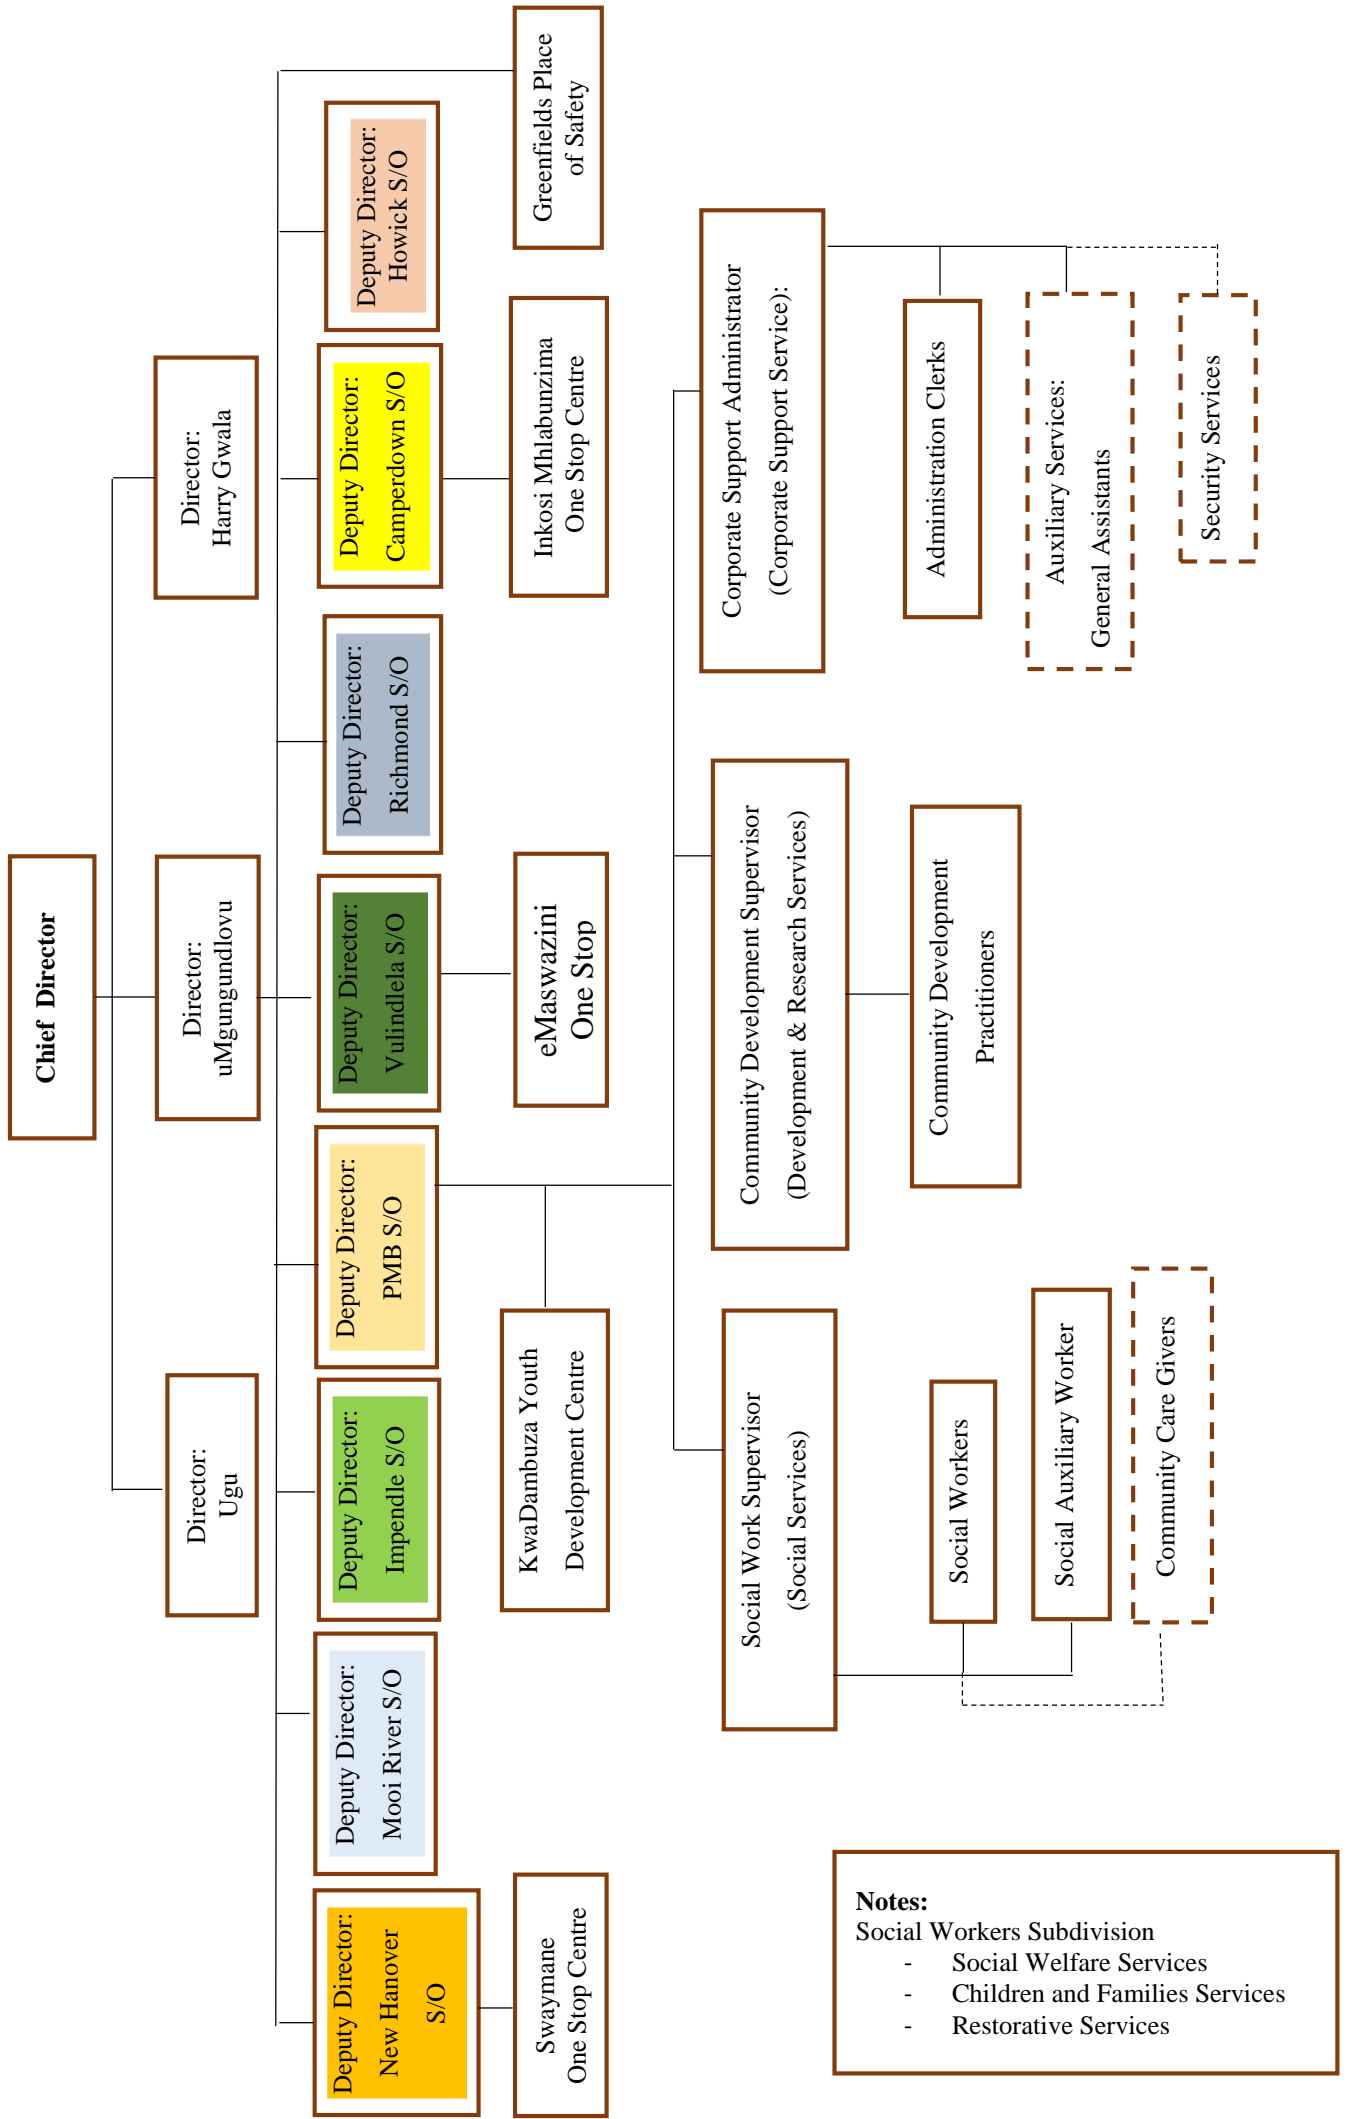 Chief Director
Director:
Ugu
Director:
uMgungundlovu
Director:
Harry Gwala
Deputy Director:
New Hanover
S/O
Deputy Director:
Mooi River S/O
Deputy Director:
Impendle S/O
Deputy Director:
PMB S/O
Deputy Director:
Vulindlela S/O
Deputy Director:
Richmond S/O
Deputy Director:
Camperdown S/O
Deputy Director:
Howick S/O
Swaymane
One Stop Centre
KwaDambuza Youth
Development Centre
eMaswazini
One Stop
Inkosi Mhlabunzima
One Stop Centre
Greenfields Place
of Safety
Social Work Supervisor
(Social Services)
Community Development Supervisor
(Development & Research Services)
Corporate Support Administrator
(Corporate Support Service):
Social Workers
Social Auxiliary Worker
Community Care Givers
Community Development
Practitioners
Administration Clerks
Auxiliary Services:
General Assistants
Security Services
Notes:
Social Workers Subdivision
- Social Welfare Services
- Children and Families Services
- Restorative Services